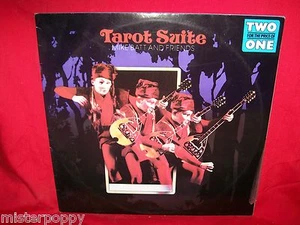 Tarot Suite
MIKE BATT AND FRIENDS
TWO
FOR THE PRICE OF
ONE
misterpoppy